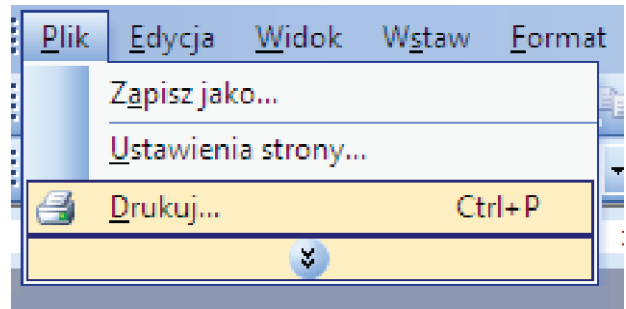 Plik Edycja Widok Wstaw Format
Zapisz jako...
Ustawienia strony...
Drukuj... Ctrl+P